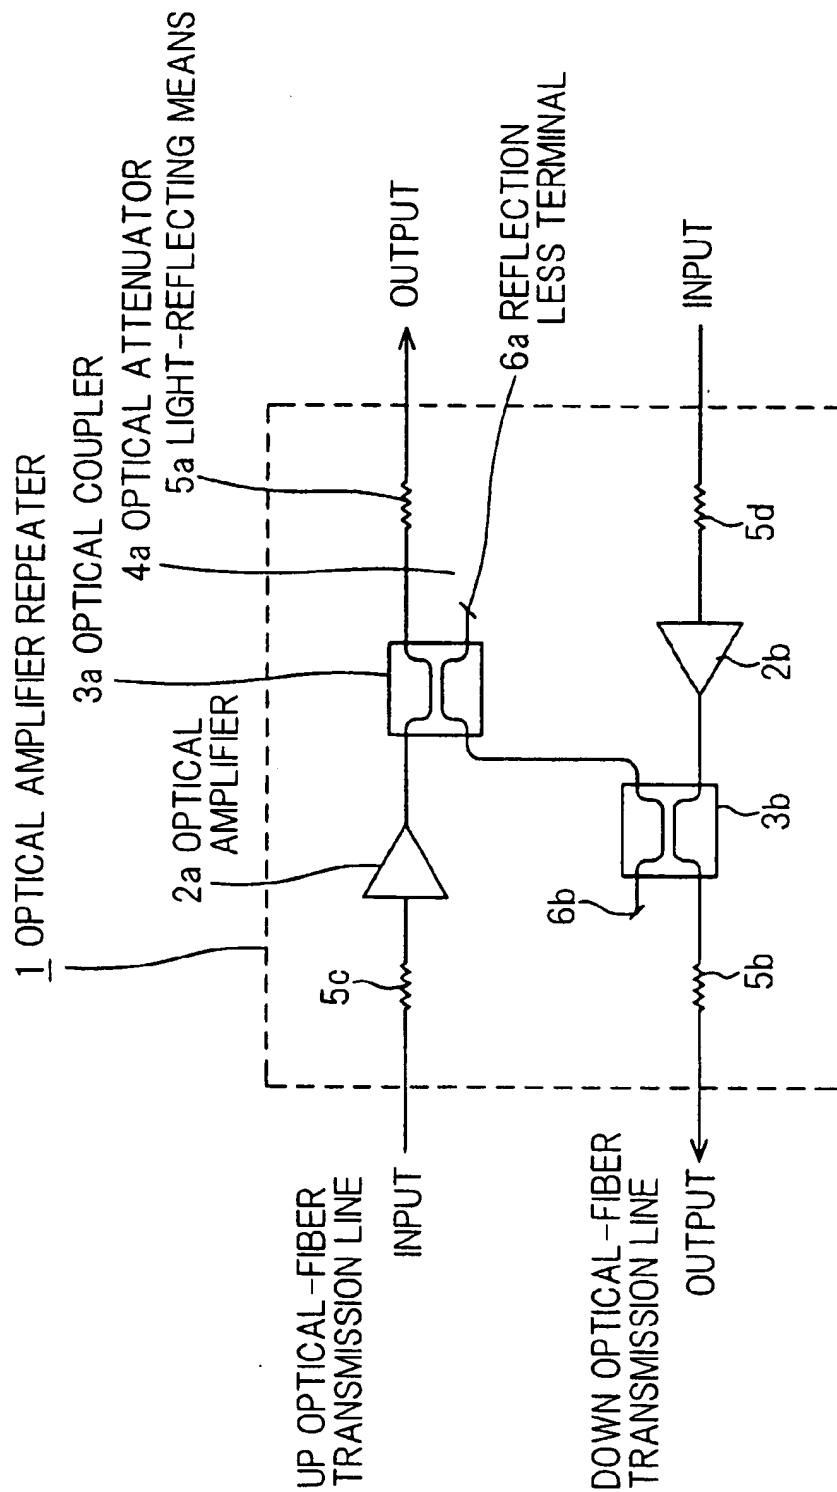 1 OPTICAL AMPLIFIER REPEATER
3a OPTICAL COUPLER
4a OPTICAL ATTENUATOR
5a LIGHT-REFLECTING MEANS
2a OPTICAL
AMPLIFIER
UP OPTICAL-FIBER
TRANSMISSION LINE
INPUT
5c
OUTPUT
6a REFLECTION
LESS TERMINAL
6b
DOWN OPTICAL-FIBER
TRANSMISSION LINE
OUTPUT
5b
3b
2b
5d
INPUT